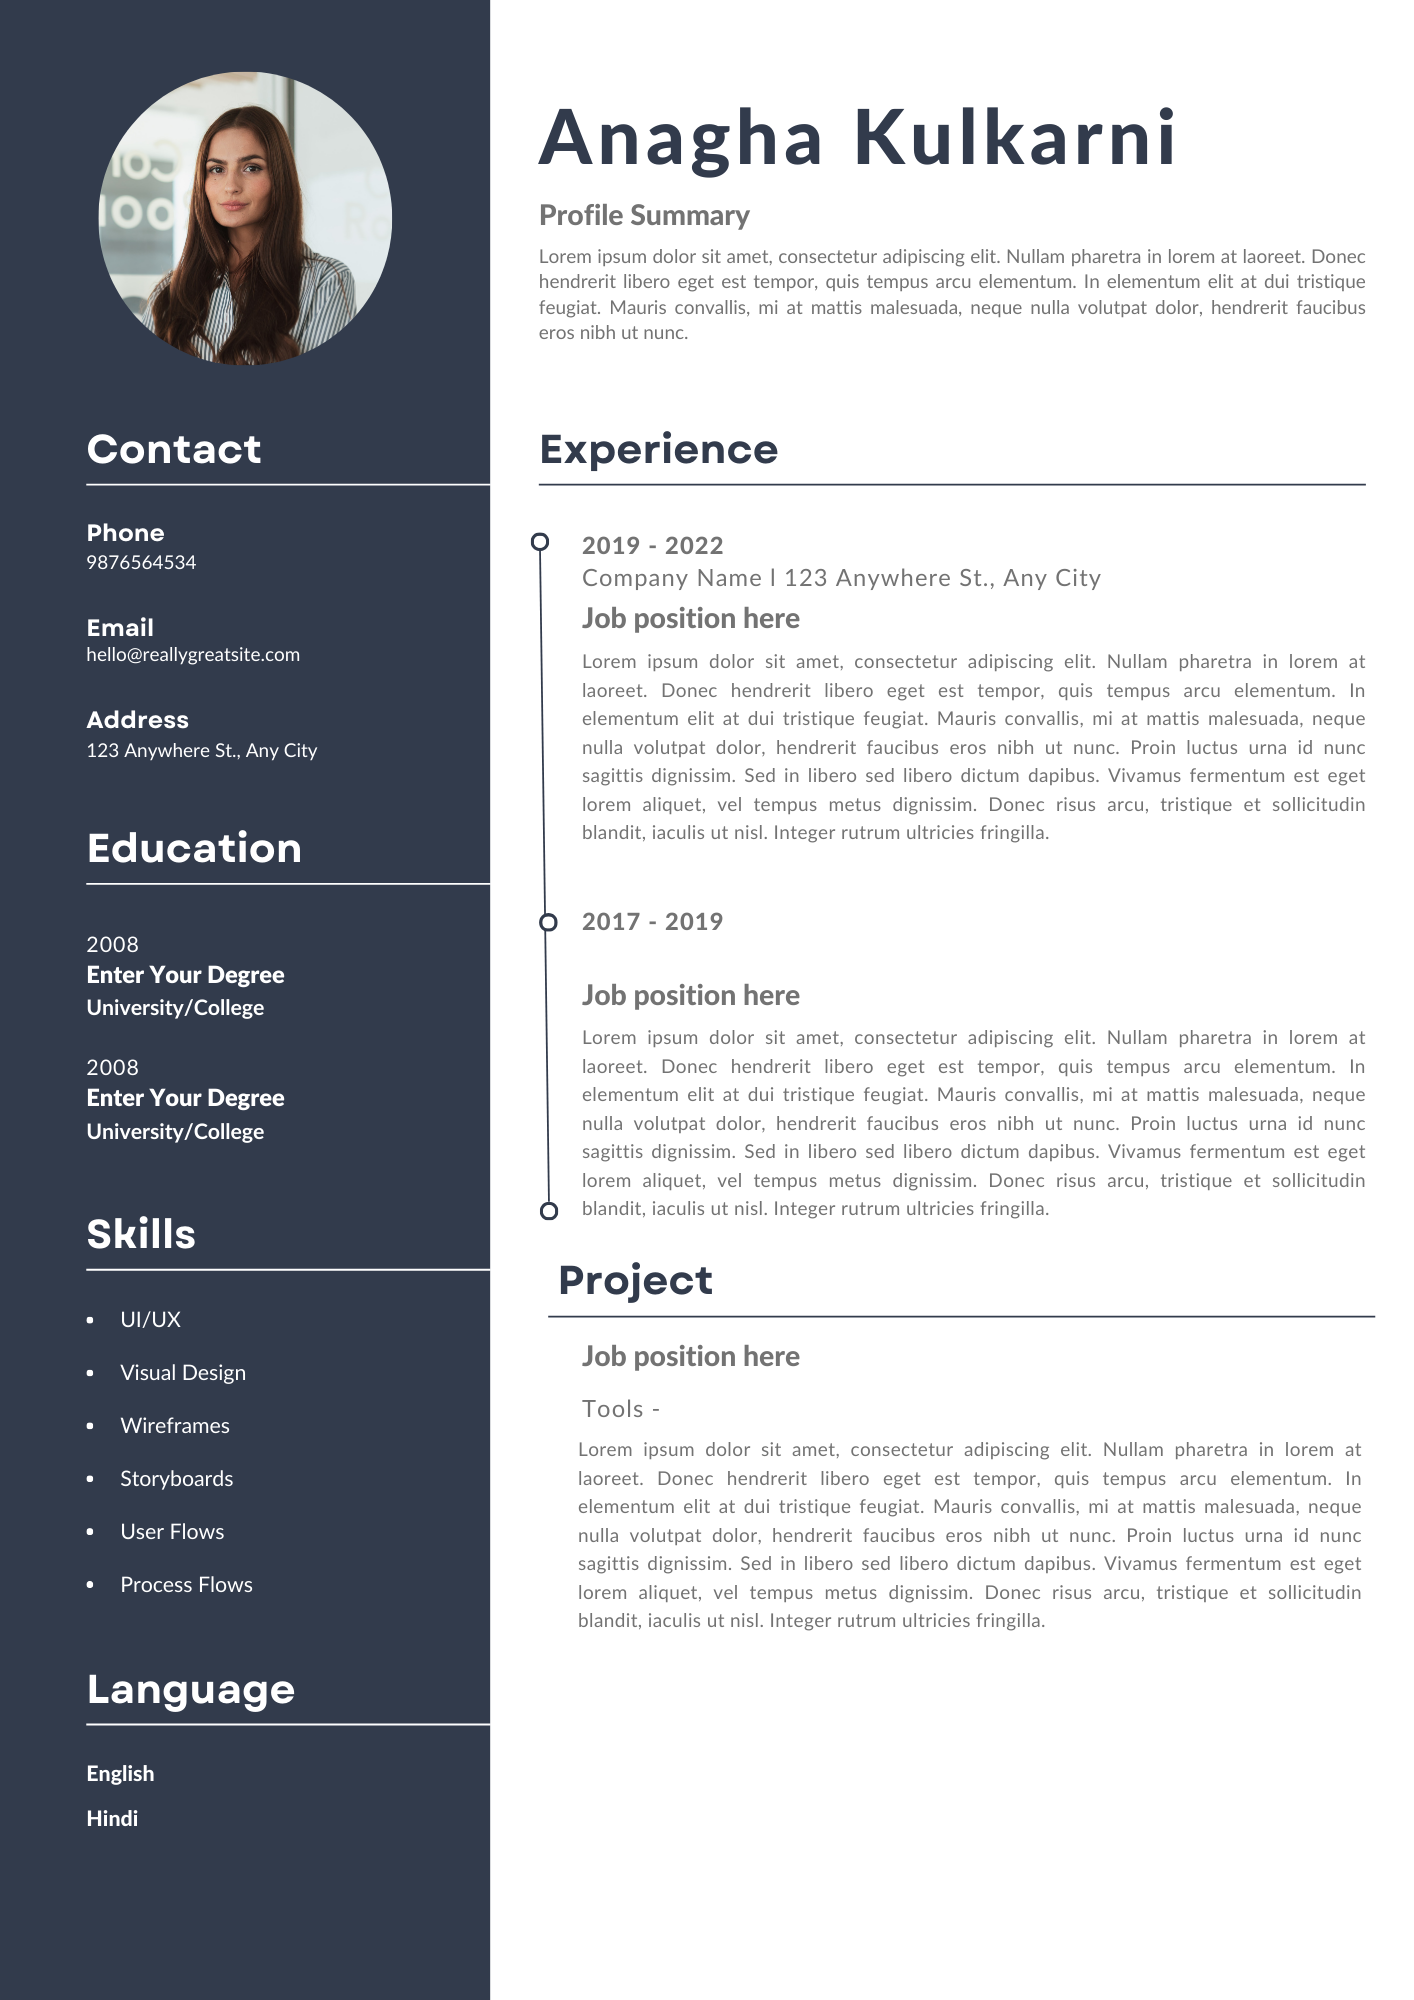 Anagha Kulkarni
Profile Summary
Lorem ipsum dolor sit amet, consectetur adipiscing elit. Nullam pharetra in lorem at laoreet. Donec
hendrerit libero eget est tempor, quis tempus arcu elementum. In elementum elit at dui tristique
feugiat. Mauris convallis, mi at mattis malesuada, neque nulla volutpat dolor, hendrerit faucibus
eros nibh ut nunc.
Contact
Phone
9876564534
Email
hello@reallygreatsite.com
Address
123 Anywhere St., Any City
Education
2008
Enter Your Degree
University/College
2008
Enter Your Degree
University/College
Skills
• UI/UX
• Visual Design
• Wireframes
• Storyboards
• User Flows
• Process Flows
Language
English
Hindi
Experience
2019 - 2022
Company Name l 123 Anywhere St., Any City
Job position here
Lorem ipsum dolor sit amet, consectetur adipiscing elit. Nullam pharetra in lorem at
laoreet. Donec hendrerit libero eget est tempor, quis tempus arcu elementum. In
elementum elit at dui tristique feugiat. Mauris convallis, mi at mattis malesuada, neque
nulla volutpat dolor, hendrerit faucibus eros nibh ut nunc. Proin luctus urna id nunc
sagittis dignissim. Sed in libero sed libero dictum dapibus. Vivamus fermentum est eget
lorem aliquet, vel tempus metus dignissim. Donec risus arcu, tristique et sollicitudin
blandit, iaculis ut nisl. Integer rutrum ultricies fringilla.
2017 - 2019
Job position here
Lorem ipsum dolor sit amet, consectetur adipiscing elit. Nullam pharetra in lorem at
laoreet. Donec hendrerit libero eget est tempor, quis tempus arcu elementum. In
elementum elit at dui tristique feugiat. Mauris convallis, mi at mattis malesuada, neque
nulla volutpat dolor, hendrerit faucibus eros nibh ut nunc. Proin luctus urna id nunc
sagittis dignissim. Sed in libero sed libero dictum dapibus. Vivamus fermentum est eget
lorem aliquet, vel tempus metus dignissim. Donec risus arcu, tristique et sollicitudin
blandit, iaculis ut nisl. Integer rutrum ultricies fringilla.
Project
Job position here
Tools -
Lorem ipsum dolor sit amet, consectetur adipiscing elit. Nullam pharetra in lorem at
laoreet. Donec hendrerit libero eget est tempor, quis tempus arcu elementum. In
elementum elit at dui tristique feugiat. Mauris convallis, mi at mattis malesuada, neque
nulla volutpat dolor, hendrerit faucibus eros nibh ut nunc. Proin luctus urna id nunc
sagittis dignissim. Sed in libero sed libero dictum dapibus. Vivamus fermentum est eget
lorem aliquet, vel tempus metus dignissim. Donec risus arcu, tristique et sollicitudin
blandit, iaculis ut nisl. Integer rutrum ultricies fringilla.